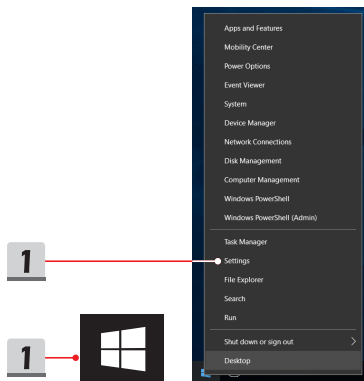 Apps and Features
Mobility Center
Power Options
Event Viewer
System
Device Manager
Network Connections
Disk Management
Computer Management
Windows PowerShell
Windows PowerShell (Admin)
Task Manager
1
Settings
File Explorer
Search
Run
Shut down or sign out
1
Desktop